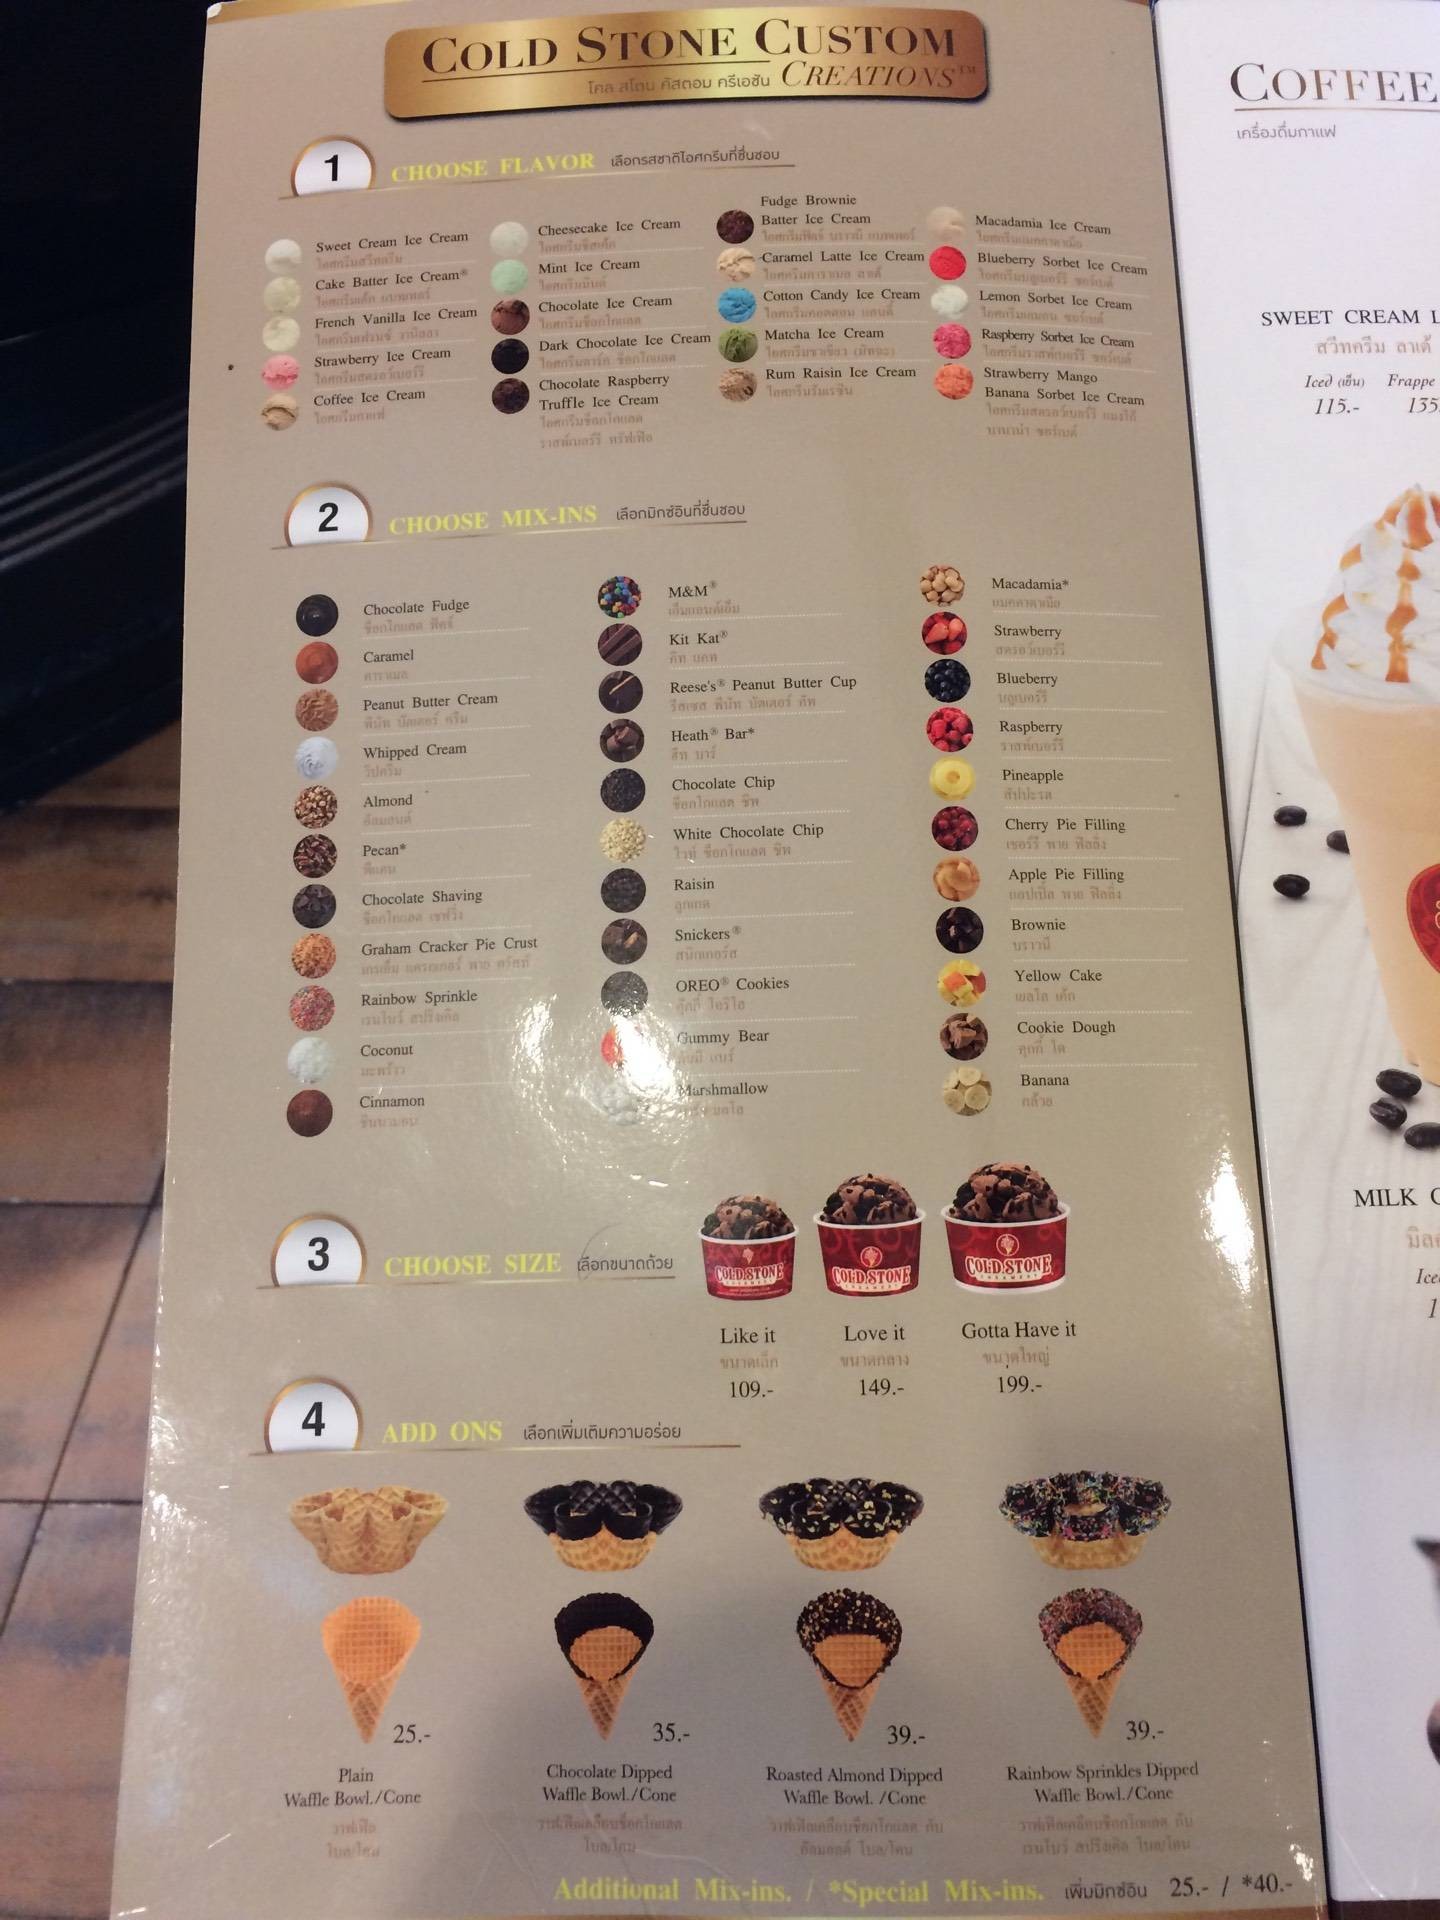 COLD STONE CUSTOM
โคล สโตน คัสตอม ครีเอชัน CREATIONS™
1 CHOOSE FLAVOR เลือกรสชาติไอศกรีมที่ชื่นชอบ
Sweet Cream Ice Cream
ไอศกรีมสวีทครีม
Cake Batter Ice Cream®
ไอศกรีมเค้ก แบทเทอร์
French Vanilla Ice Cream
ไอศกรีมเฟรนซ์ วานิลลา
Strawberry Ice Cream
ไอศกรีมสตรอว์เบอร์รี
Coffee Ice Cream
ไอศกรีมกาแฟ
Cheesecake Ice Cream
ไอศกรีมชีสเค้ก
Mint Ice Cream
ไอศกรีมมินต์
Chocolate Ice Cream
ไอศกรีมช็อกโกแลต
Dark Chocolate Ice Cream
ไอศกรีมดาร์ก ช็อกโกแลต
Chocolate Raspberry
Truffle Ice Cream
ไอศกรีมช็อกโกแลต
ราสพ์เบอร์รี ทรัฟเฟิล
Fudge Brownie
Batter Ice Cream
ไอศกรีมฟัดจ์ บราวนี แบทเทอร์
Caramel Latte Ice Cream
ไอศกรีมคาราเมล ลาเต้
Cotton Candy Ice Cream
ไอศกรีมคอตตอน แคนดี้
Matcha Ice Cream
ไอศกรีมชาเขียว (มัทฉะ)
Rum Raisin Ice Cream
ไอศกรีมรัมเรซิน
Macadamia Ice Cream
ไอศกรีมแมคคาเดเมีย
Blueberry Sorbet Ice Cream
ไอศกรีมบลูเบอร์รี ซอร์เบต์
Lemon Sorbet Ice Cream
ไอศกรีมเลมอน ซอร์เบต์
Raspberry Sorbet Ice Cream
ไอศกรีมราสพ์เบอร์รี ซอร์เบต์
Strawberry Mango
Banana Sorbet Ice Cream
ไอศกรีมสตรอว์เบอร์รี แมงโก้
บานาน่า ซอร์เบต์
2 CHOOSE MIX-INS เลือกมิกซ์อินที่ชื่นชอบ
Chocolate Fudge
ช็อกโกแลต ฟัดจ์
Caramel
คาราเมล
Peanut Butter Cream
พีนัท บัตเตอร์ ครีม
Whipped Cream
วิปครีม
Almond
อัลมอนด์
Pecan*
พีแคน
Chocolate Shaving
ช็อกโกแลต เชฟวิ่ง
Graham Cracker Pie Crust
เกรแฮม แครกเกอร์ พาย ครัสท์
Rainbow Sprinkle
เรนโบว์ สปริงเคิล
Coconut
มะพร้าว
Cinnamon
ซินนามอน
M&M®
เอ็มแอนด์เอ็ม
Kit Kat®
คิท แคท
Reese's® Peanut Butter Cup
รีสเซส พีนัท บัตเตอร์ คัพ
Heath® Bar*
ฮีท บาร์
Chocolate Chip
ช็อกโกแลต ชิพ
White Chocolate Chip
ไวท์ ช็อกโกแลต ชิพ
Raisin
ลูกเกด
Snickers®
สนิกเกอร์ส
OREO® Cookies
คุ้กกี้ โอริโอ
Gummy Bear
กัมมี แบร์
Marshmallow
Macadamia*
แมคคาเดเมีย
Strawberry
สตรอว์เบอร์รี
Blueberry
บลูเบอร์รี
Raspberry
ราสพ์เบอร์รี
Pineapple
สับปะรด
Cherry Pie Filling
เชอร์รี พาย ฟิลลิ่ง
Apple Pie Filling
แอปเปิ้ล พาย ฟิลลิ่ง
Brownie
บราวนี
Yellow Cake
เยลโล เค้ก
Cookie Dough
คุกกี้ โด
Banana
กล้วย
3 CHOOSE SIZE เลือกขนาดถ้วย
COLD STONE
CREAMERY
COLD STONE
CREAMERY
COLD STONE
CREAMERY
Like it
ขนาดเล็ก
109.-
Love it
ขนาดกลาง
149.-
Gotta Have it
ขนาดใหญ่
199.-
4 ADD ONS เลือกเพิ่มเติมความอร่อย
25.- 35.- 39.- 39.-
Plain
Waffle Bowl./Cone
วาฟเฟิล
โบล/โคน
Chocolate Dipped
Waffle Bowl./Cone
วาฟเฟิลเคลือบช็อกโกแลต
โบล/โคน
Roasted Almond Dipped
Waffle Bowl. /Cone
วาฟเฟิลเคลือบช็อกโกแลต กับ
อัลมอลต์ โบล/โคน
Rainbow Sprinkles Dipped
Waffle Bowl./Cone
วาฟเฟิลเคลือบช็อกโกแลต กับ
เรนโบว์ สปริงเคิล โบล/โคน
Additional Mix-ins. / *Special Mix-ins. เพิ่มมิกซ์อิน 25.- / *40.-
COFFEE
เครื่องดื่มกาแฟ
SWEET CREAM L
สวีทครีม ลาเต้
Iced (เย็น) Frappe
115.- 135
MILK
มิล
Ice
1